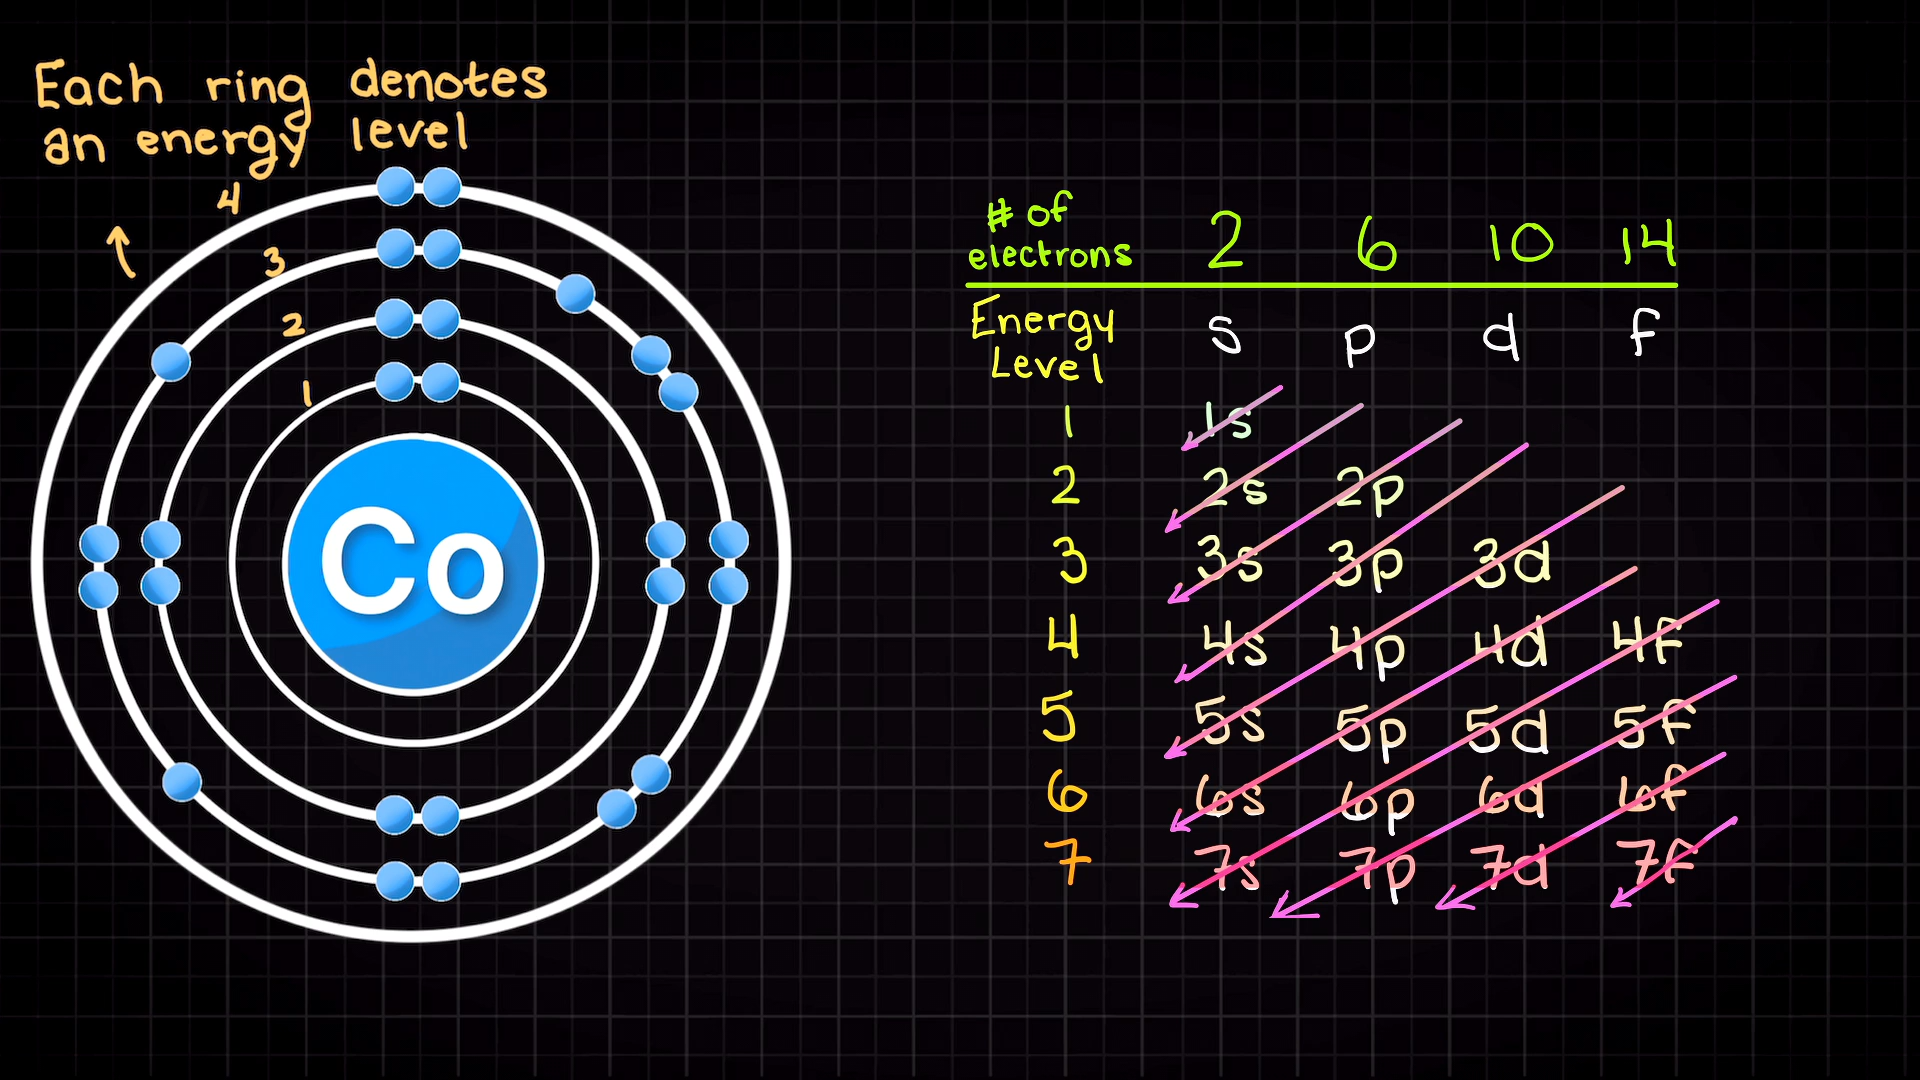 Each ring denotes
an energy level
4
3
2
1
Co
# of
electrons 2 6 10 14
Energy
Level s p d f
1 1s
2 2s 2p
3 3s 3p 3d
4 4s 4p 4d 4f
5 5s 5p 5d 5f
6 6s 6p 6d 6f
7 7s 7p 7d 7f